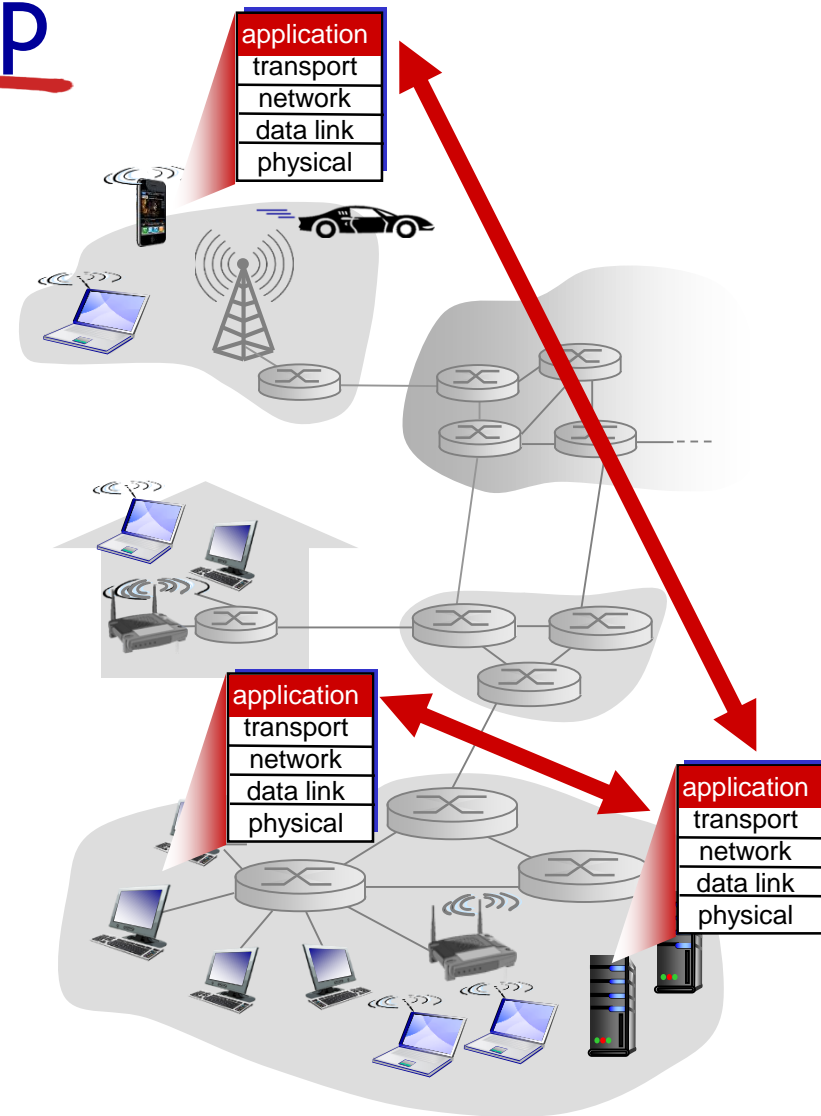 p
application
transport
network
data link
physical
application
transport
network
data link
physical
application
transport
network
data link
physical